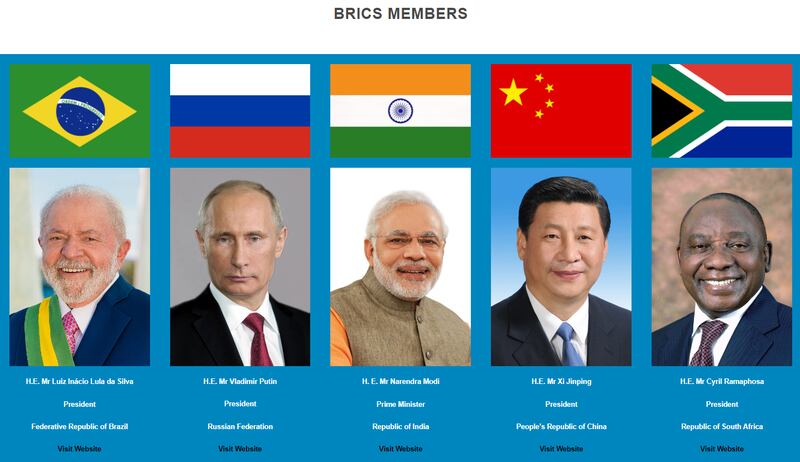 BRICS MEMBERS
H.E. Mr Luiz Inácio Lula da Silva
President
Federative Republic of Brazil
Visit Website
H.E. Mr Vladimir Putin
President
Russian Federation
Visit Website
H. E. Mr Narendra Modi
Prime Minister
Republic of India
Visit Website
H.E. Mr Xi Jinping
President
People's Republic of China
Visit Website
H.E. Mr Cyril Ramaphosa
President
Republic of South Africa
Visit Website